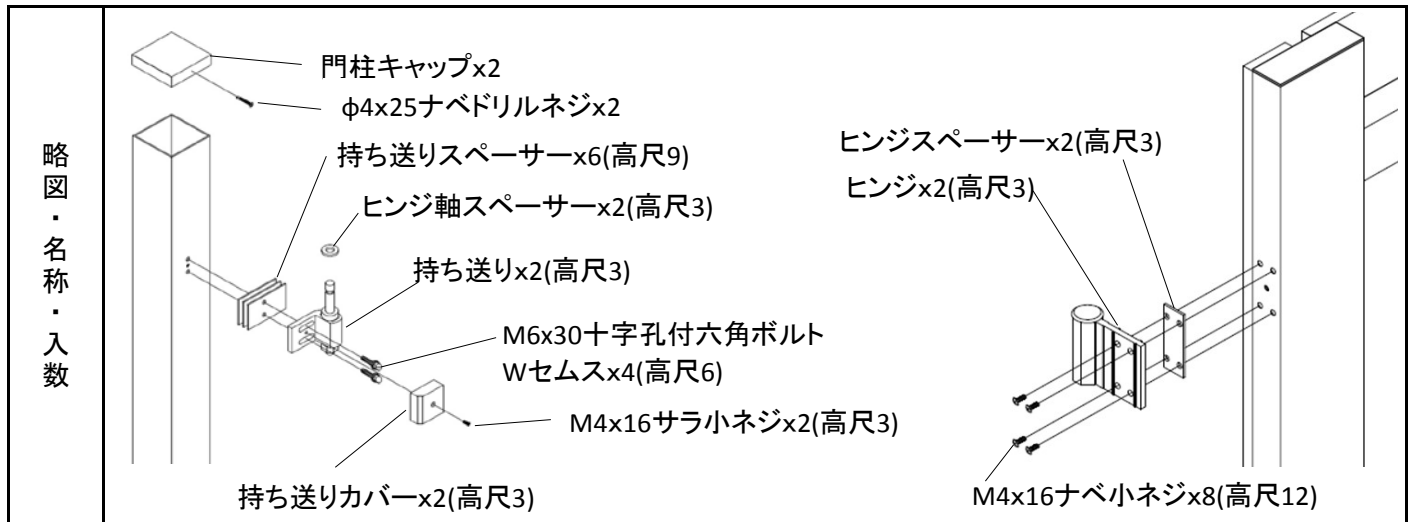 略図・名称・入数
門柱キャップx2
φ4x25ナベドリルネジx2
持ち送りスペーサーx6(高尺9)
ヒンジ軸スペーサーx2(高尺3)
持ち送りx2(高尺3)
M6x30十字孔付六角ボルト
Wセムスx4(高尺6)
M4x16サラ小ネジx2(高尺3)
持ち送りカバーx2(高尺3)
ヒンジスペーサーx2(高尺3)
ヒンジx2(高尺3)
M4x16ナベ小ネジx8(高尺12)